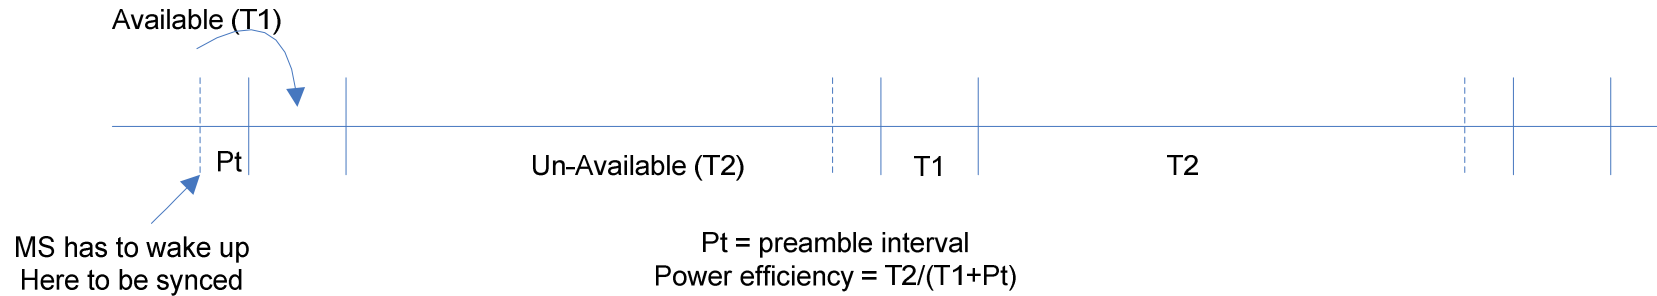 Available (T1)
Pt
Un-Available (T2)
T1
T2
MS has to wake up
Here to be synced
Pt = preamble interval
Power efficiency = T2/(T1+Pt)